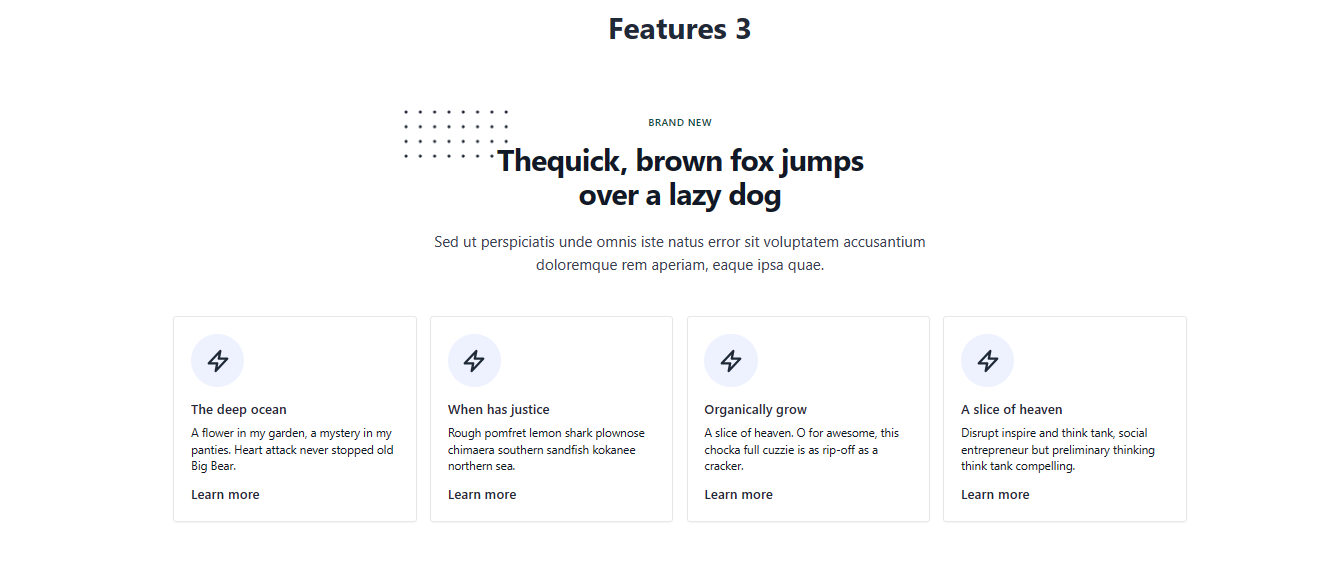 Features 3
BRAND NEW
Thequick, brown fox jumps
over a lazy dog
Sed ut perspiciatis unde omnis iste natus error sit voluptatem accusantium
doloremque rem aperiam, eaque ipsa quae.
The deep ocean
A flower in my garden, a mystery in my
panties. Heart attack never stopped old
Big Bear.
Learn more
When has justice
Rough pomfret lemon shark plownose
chimaera southern sandfish kokanee
northern sea.
Learn more
Organically grow
A slice of heaven. O for awesome, this
chocka full cuzzie is as rip-off as a
cracker.
Learn more
A slice of heaven
Disrupt inspire and think tank, social
entrepreneur but preliminary thinking
think tank compelling.
Learn more